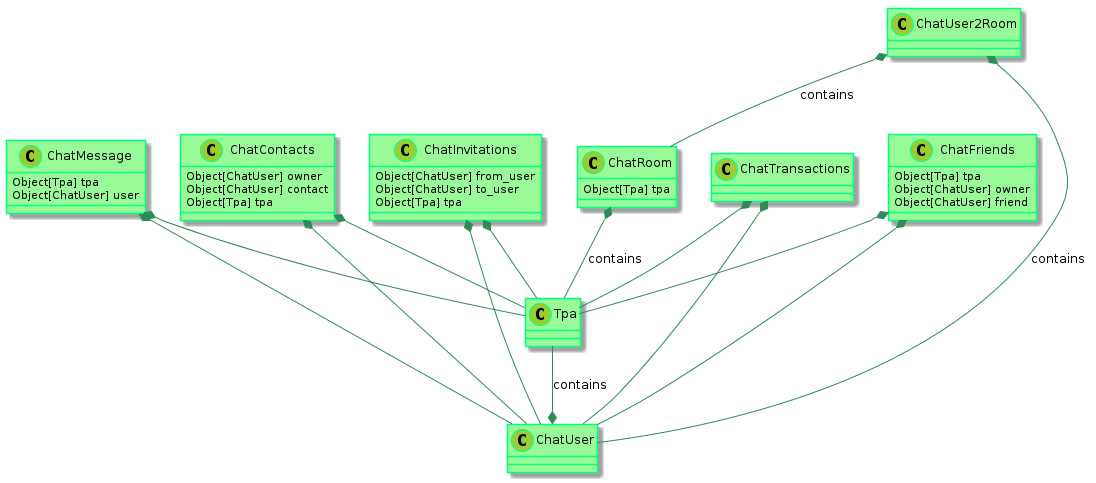 C ChatUser2Room
contains
C ChatMessage
Object[Tpa] tpa
Object[ChatUser] user
C ChatContacts
Object[ChatUser] owner
Object[ChatUser] contact
Object[Tpa] tpa
C ChatInvitations
Object[ChatUser] from_user
Object[ChatUser] to_user
Object[Tpa] tpa
C ChatRoom
Object[Tpa] tpa
C ChatTransactions
C ChatFriends
Object[Tpa] tpa
Object[ChatUser] owner
Object[ChatUser] friend
contains
contains
C Tpa
contains
C ChatUser